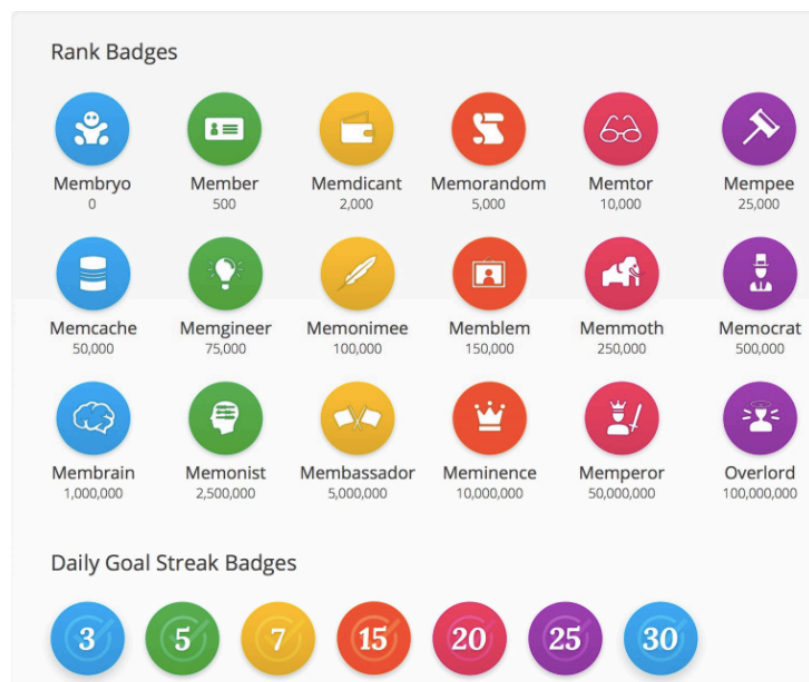 Rank Badges
Membryo Member Memdicant Memorandom Memtor Mempee
0 500 2,000 5,000 10,000 25,000
Memcache Memgineer Memonimee Memblem Memmoth Memocrat
50,000 75,000 100,000 150,000 250,000 500,000
Membrain Memonist Membassador Meminence Memperor Overlord
1,000,000 2,500,000 5,000,000 10,000,000 50,000,000 100,000,000
Daily Goal Streak Badges
3 5 7 15 20 25 30